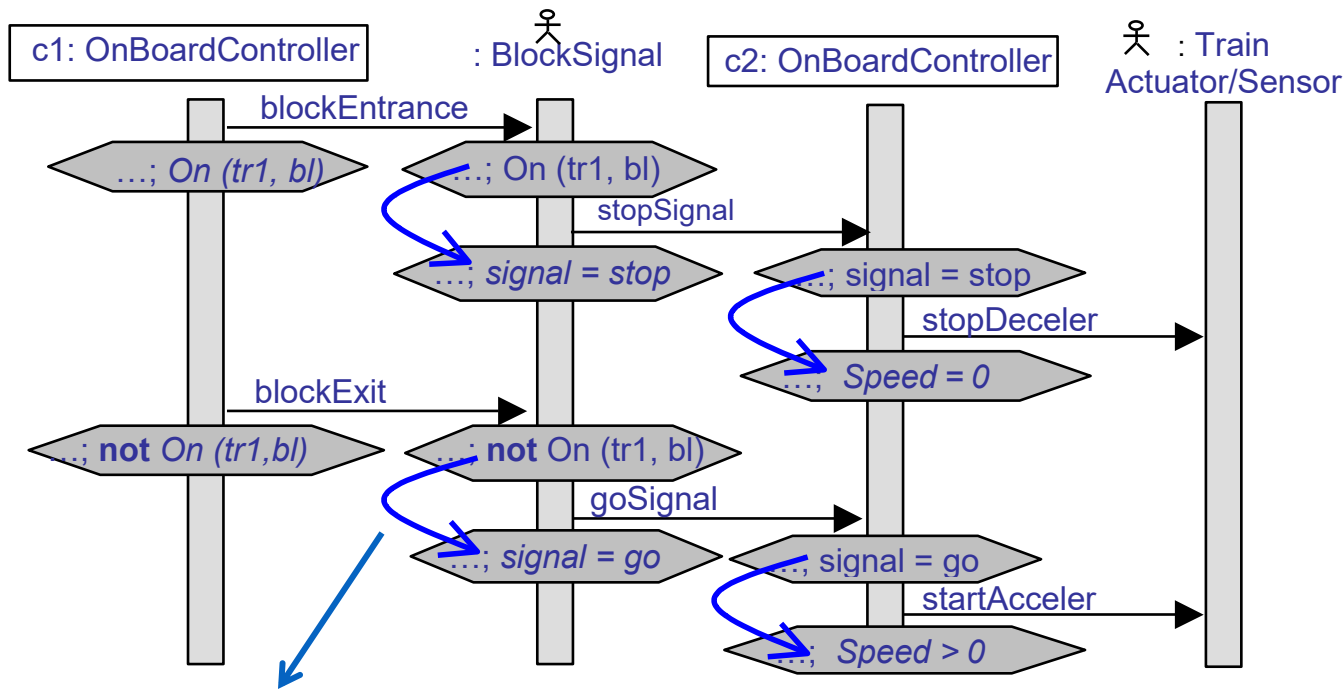 c1: OnBoardController
: BlockSignal
c2: OnBoardController
: Train
Actuator/Sensor
blockEntrance
…; On (tr1, bl)
…; On (tr1, bl)
stopSignal
…; signal = stop
…; signal = stop
stopDeceler
…; Speed = 0
blockExit
…; not On (tr1,bl)
…; not On (tr1, bl)
goSignal
…; signal = go
…; signal = go
startAcceler
…; Speed > 0